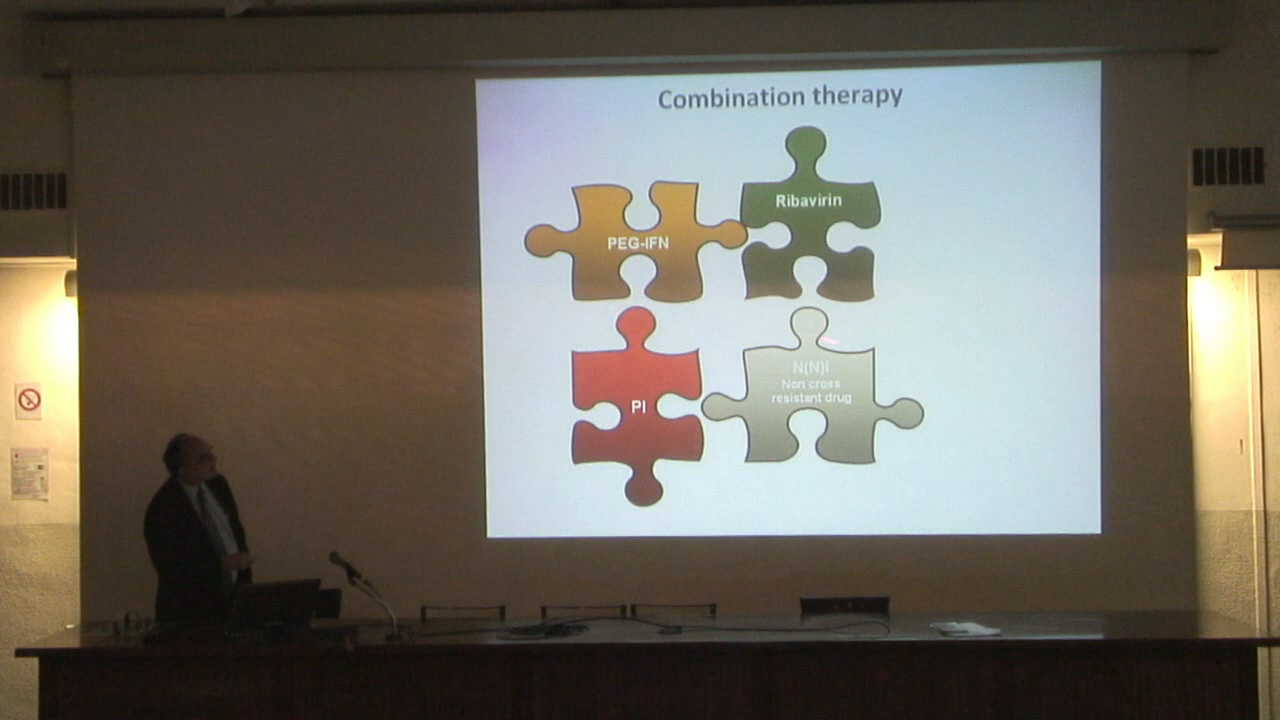 Combination therapy
Ribavirin
PEG-IFN
PI
N(N)I
Non cross
resistant drug